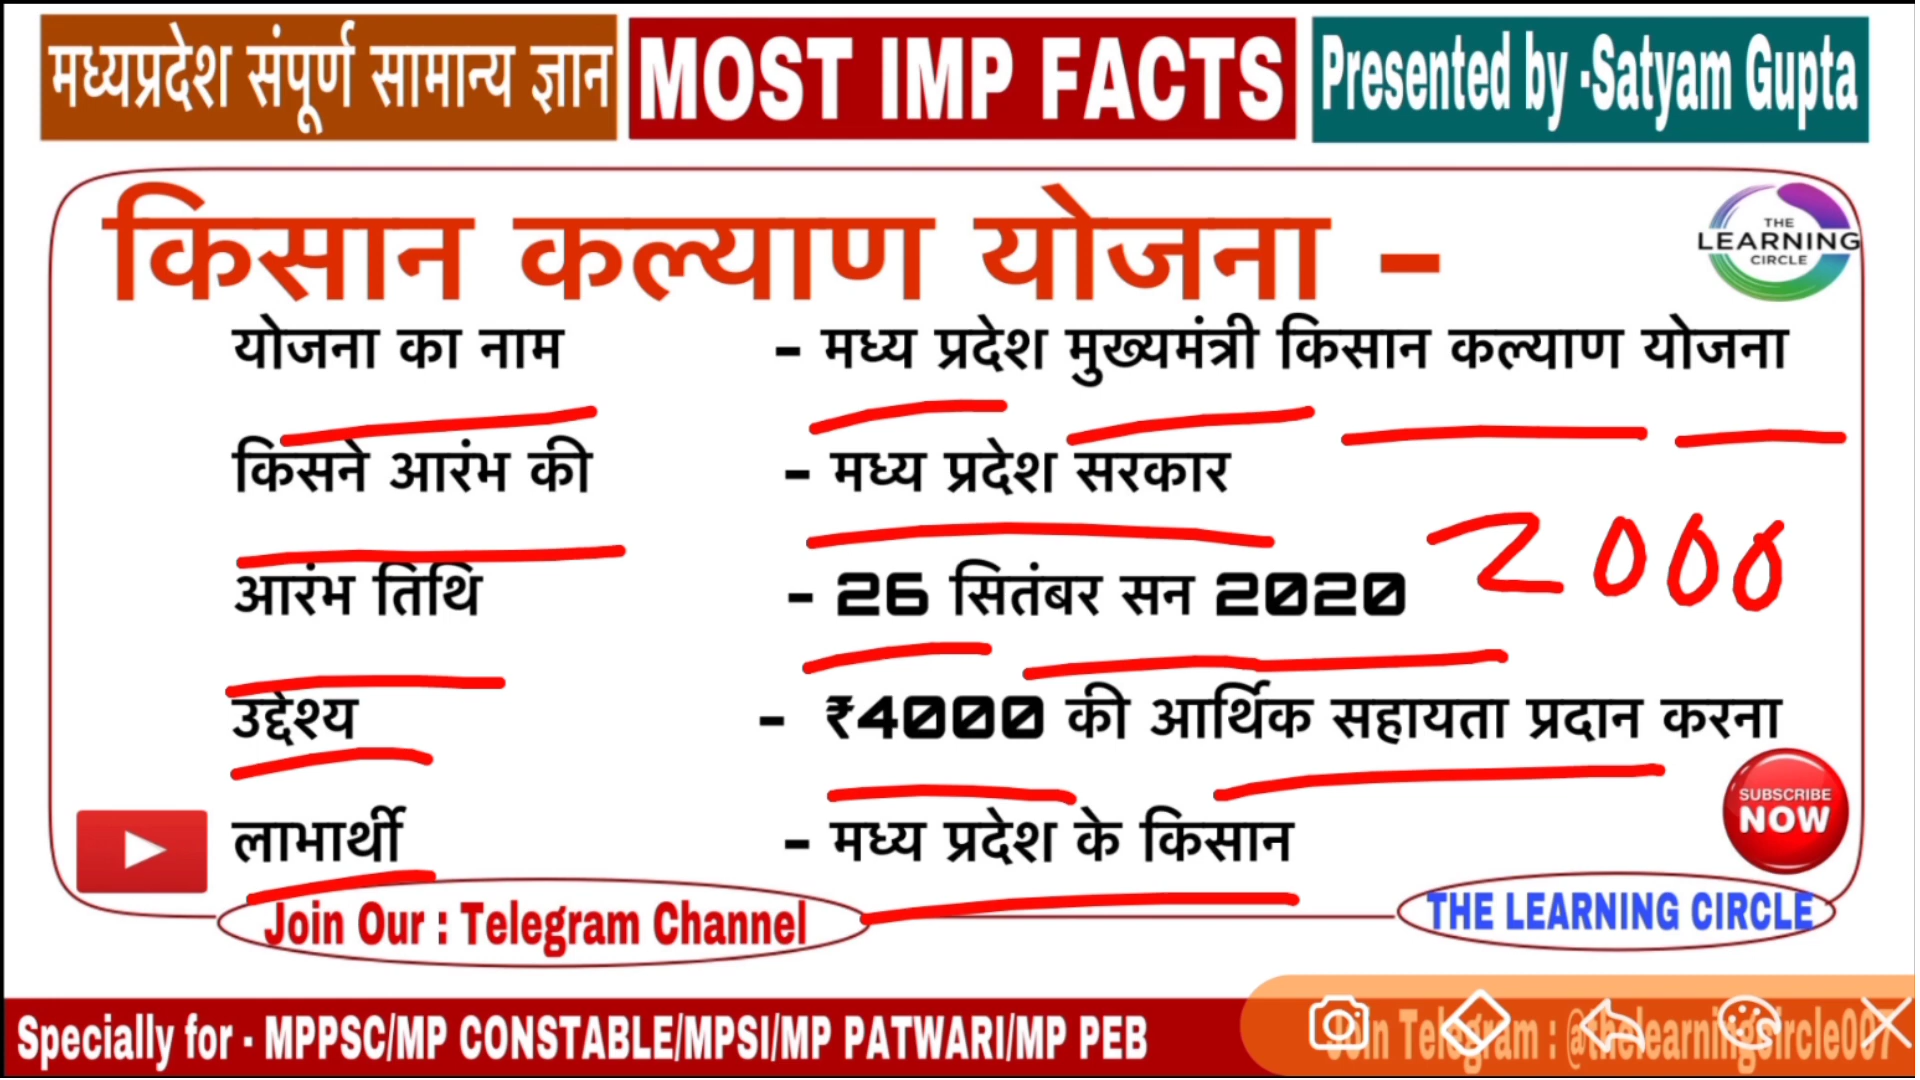 मध्यप्रदेश संपूर्ण सामान्य ज्ञान MOST IMP FACTS Presented by -Satyam Gupta
किसान कल्याण योजना -
THE
LEARNING
CIRCLE
योजना का नाम - मध्य प्रदेश मुख्यमंत्री किसान कल्याण योजना
किसने आरंभ की - मध्य प्रदेश सरकार
2000
आरंभ तिथि - 26 सितंबर सन 2020
उद्देश्य - ₹4000 की आर्थिक सहायता प्रदान करना
SUBSCRIBE
NOW
लाभार्थी - मध्य प्रदेश के किसान
Join Our : Telegram Channel THE LEARNING CIRCLE
Specially for - MPPSC/MP CONSTABLE/MPSI/MP PATWARI/MP PEB Join Telegram : @thelearningcircle007